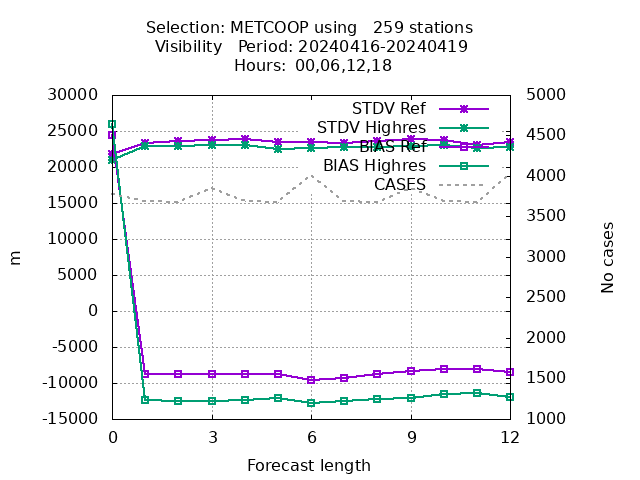 Selection: METCOOP using   259 stations
Visibility   Period: 20240416-20240419
Hours:  00,06,12,18
30000
25000
20000
15000
10000
5000
0
-5000
-10000
-15000
m
STDV Ref
STDV Highres
BIAS Ref
BIAS Highres
CASES
5000
4500
4000
3500
3000
2500
2000
1500
1000
No cases
0 3 6 9 12
Forecast length